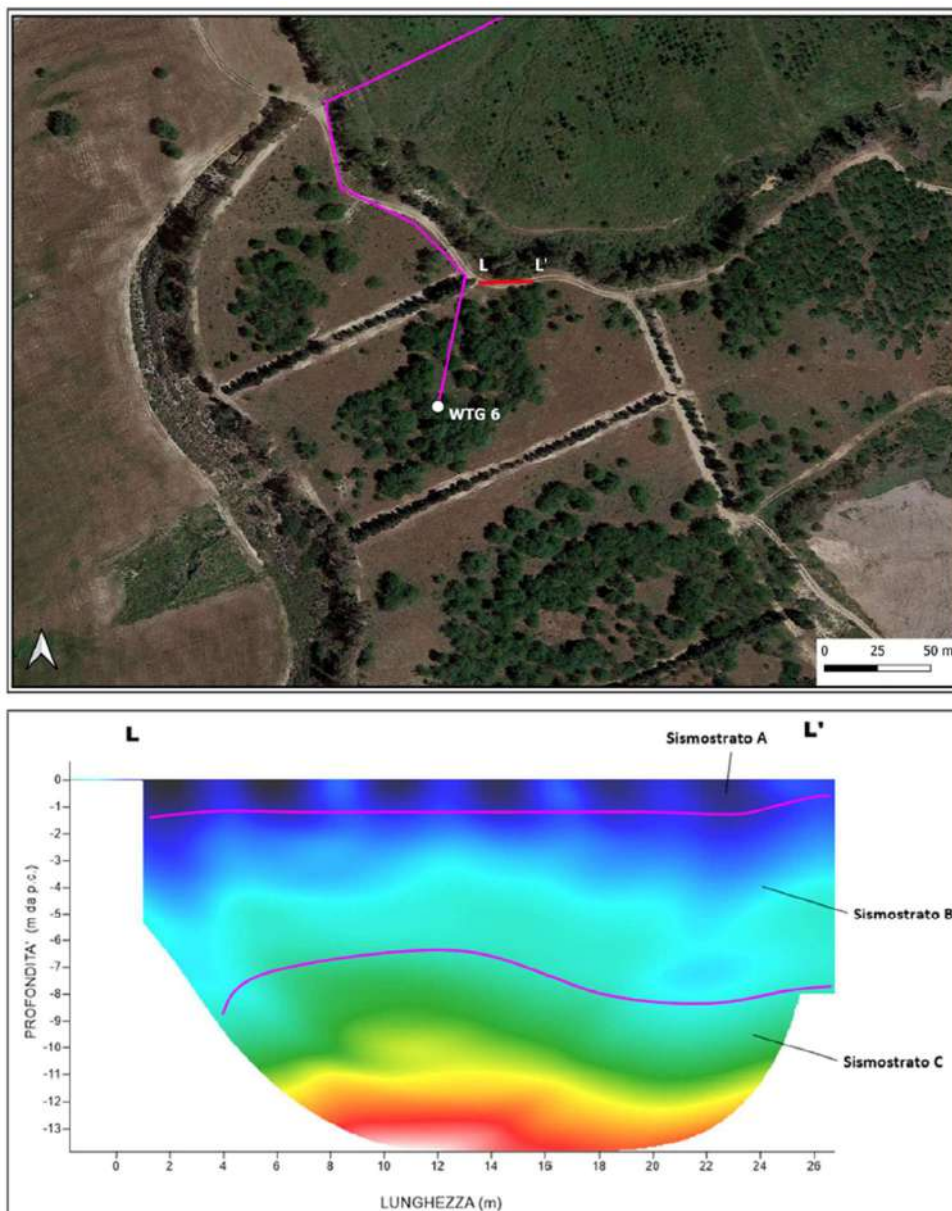 L L'
WTG 6
0 25 50 m
L L'
Sismostrato A
0
-1
-2
-3
-4
-5
-6
-7
-8
-9
-10
-11
-12
-13
PROFONDITA' (m da p.c.)
Sismostrato B
Sismostrato C
0 2 4 6 8 10 12 14 16 18 20 22 24 26
LUNGHEZZA (m)